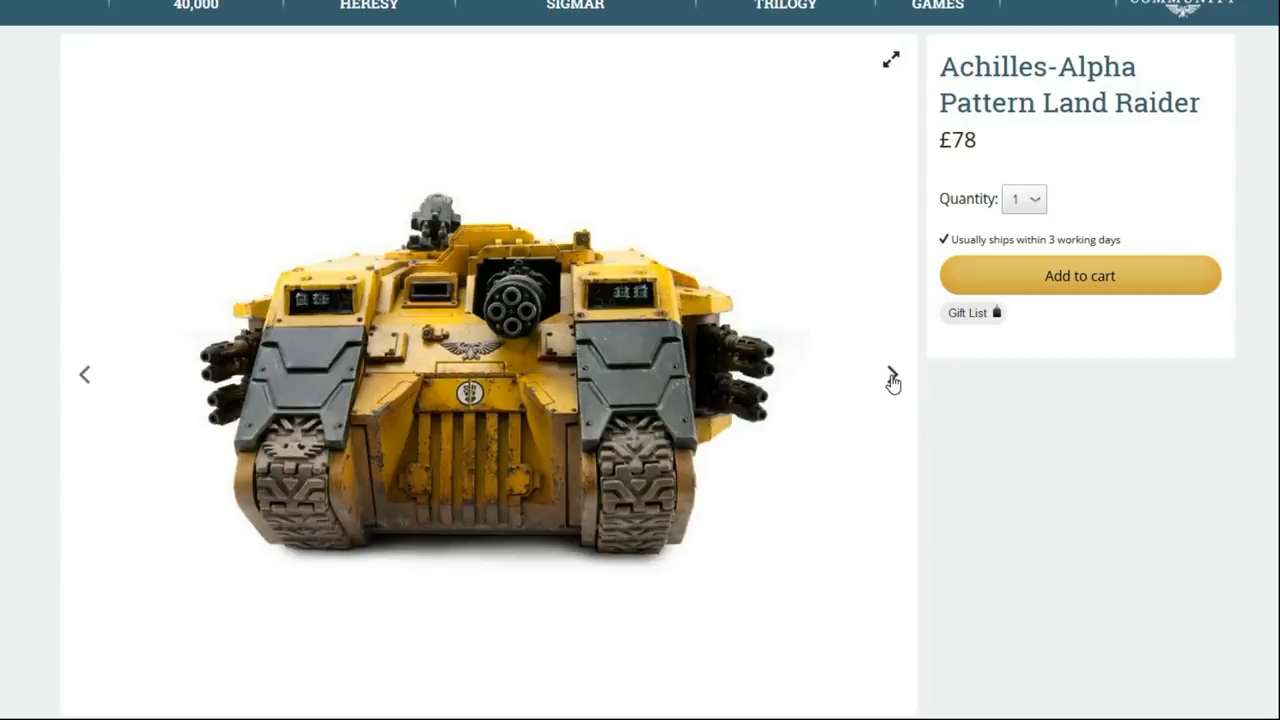 40,000
HERESY
SIGMAR
TRILOGY
GAMES
COMMUNITY
Achilles-Alpha
Pattern Land Raider
£78
Quantity: 1
Usually ships within 3 working days
Add to cart
Gift List